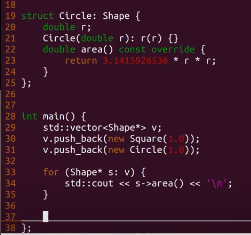 18
19 struct Circle: Shape {
20     double r;
21     Circle(double r): r(r) {}
22     double area() const override {
23         return 3.1415926536 * r * r;
24     }
25 };
26
27
28 int main() {
29     std::vector<Shape*> v;
30     v.push_back(new Square(1.0));
31     v.push_back(new Circle(1.0));
32
33     for (Shape* s: v) {
34         std::cout << s->area() << '\n';
35     }
36
37
38 };